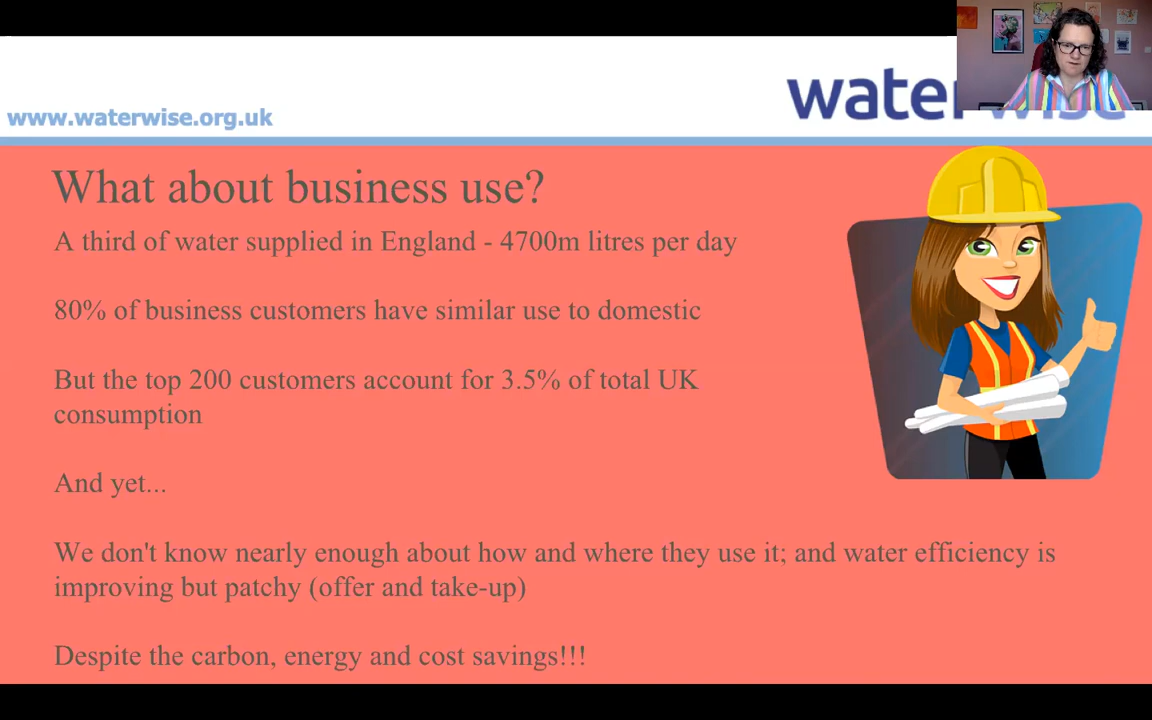 www.waterwise.org.uk
waterwise
What about business use?
A third of water supplied in England - 4700m litres per day
80% of business customers have similar use to domestic
But the top 200 customers account for 3.5% of total UK
consumption
And yet...
We don't know nearly enough about how and where they use it; and water efficiency is
improving but patchy (offer and take-up)
Despite the carbon, energy and cost savings!!!